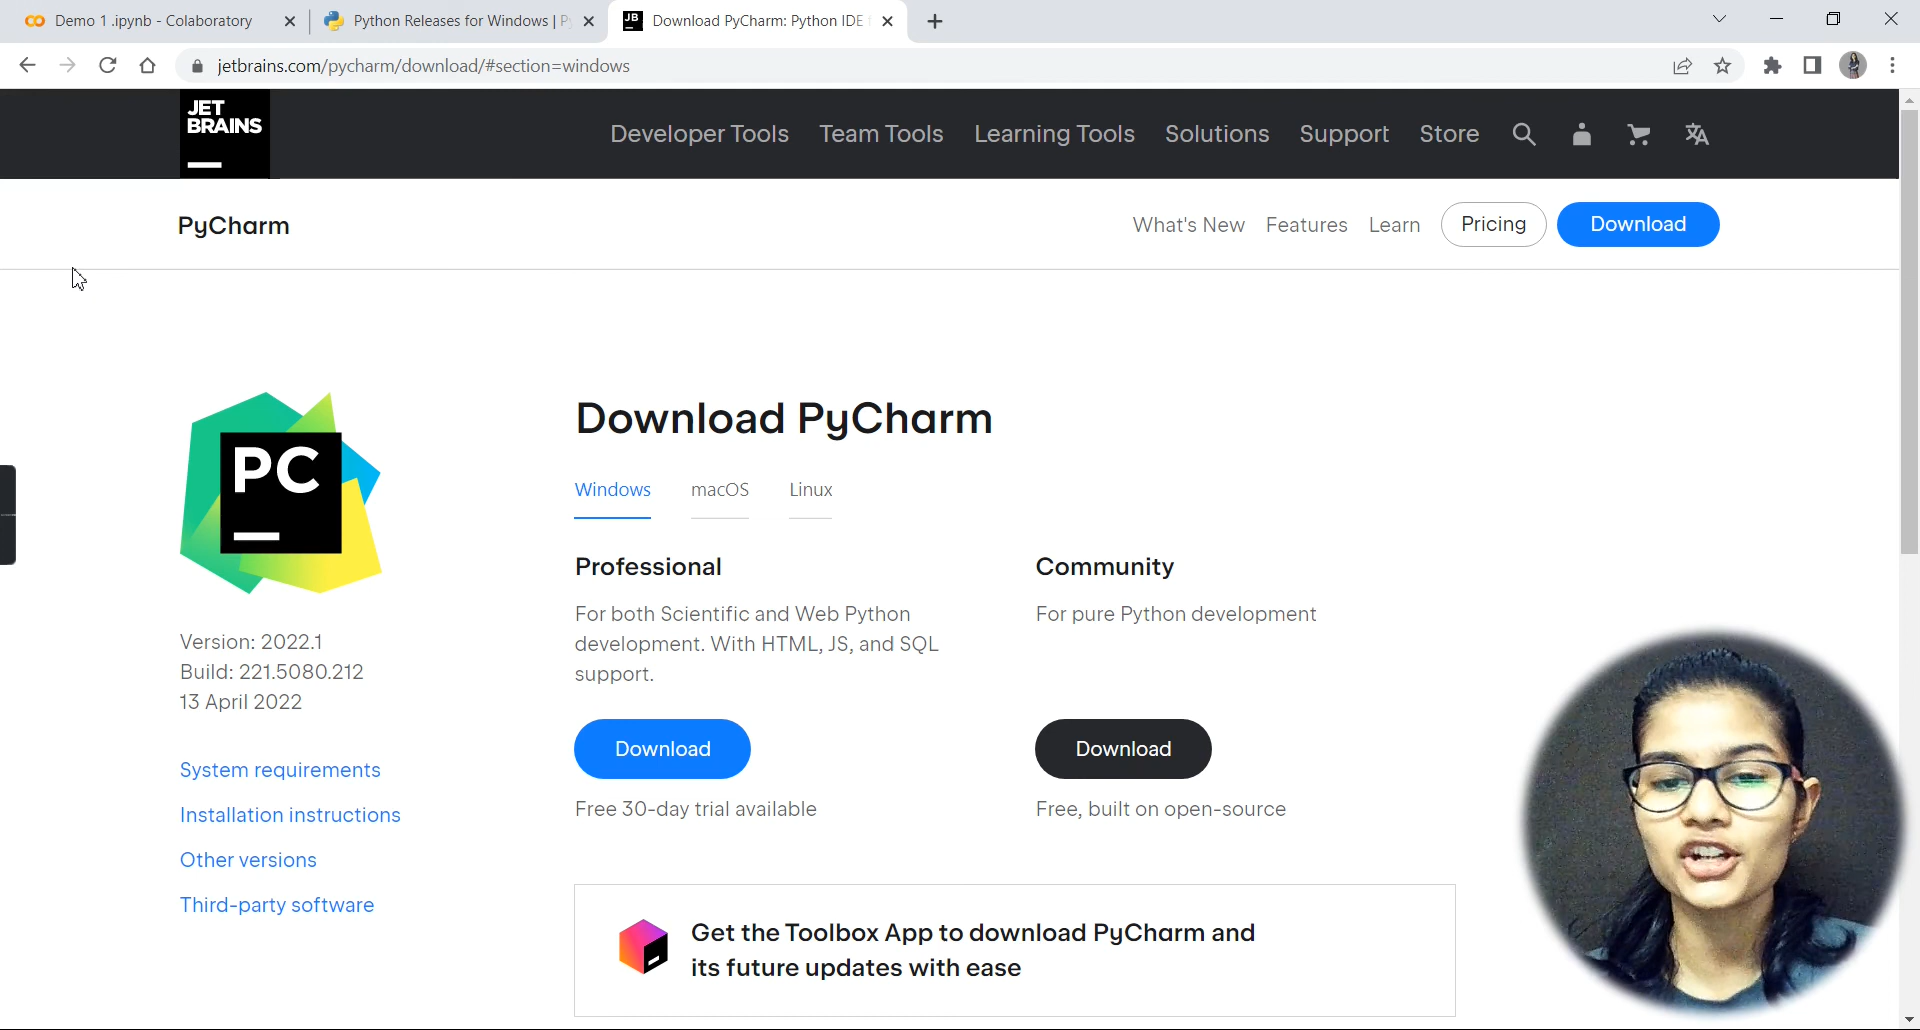 Demo 1 .ipynb - Colaboratory
Python Releases for Windows |
JB
Download PyCharm: Python IDE
jetbrains.com/pycharm/download/#section=windows
JET
BRAINS
Developer Tools
Team Tools
Learning Tools
Solutions
Support
Store
PyCharm
What's New
Features
Learn
Pricing
Download
PC
Download PyCharm
Windows
macOS
Linux
Professional
For both Scientific and Web Python
development. With HTML, JS, and SQL
support.
Download
Free 30-day trial available
Community
For pure Python development
Download
Free, built on open-source
Version: 2022.1
Build: 221.5080.212
13 April 2022
System requirements
Installation instructions
Other versions
Third-party software
Get the Toolbox App to download PyCharm and
its future updates with ease